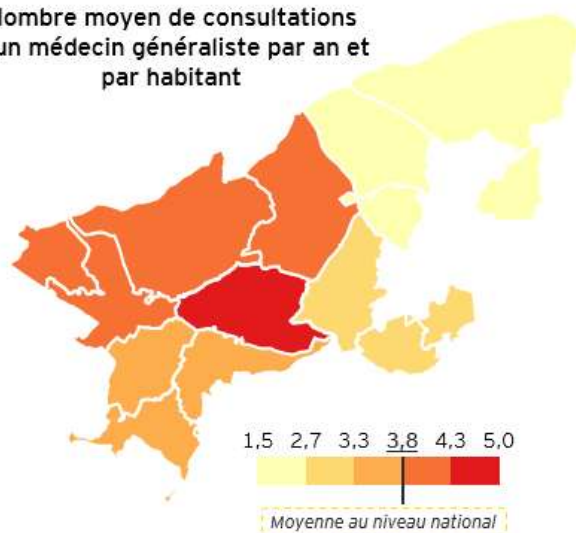 Nombre moyen de consultations
un médecin généraliste par an et
par habitant
1,5 2,7 3,3 3,8 4,3 5,0
Moyenne au niveau national